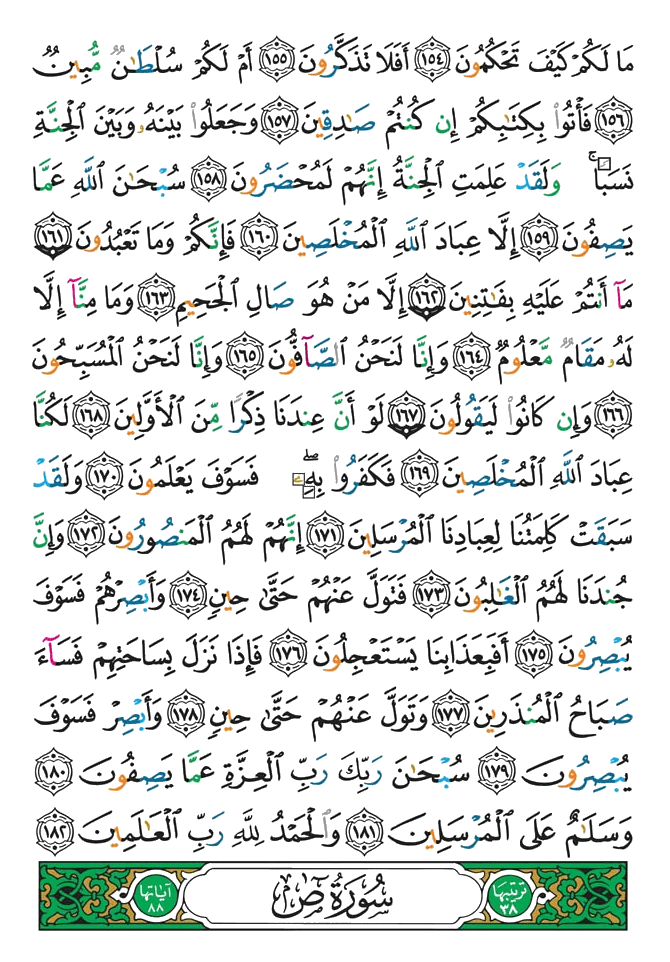 مَا لَكُمْ كَيْفَ تَحْكُمُونَ ١٥٤ أَفَلَا تَذَكَّرُونَ ١٥٥ أَمْ لَكُمْ سُلْطَـٰنٌ مُّبِينٌ
١٥٦ فَأْتُوا۟ بِكِتَـٰبِكُمْ إِن كُنتُمْ صَـٰدِقِينَ ١٥٧ وَجَعَلُوا۟ بَيْنَهُۥ وَبَيْنَ ٱلْجِنَّةِ
نَسَبًا ۚ وَلَقَدْ عَلِمَتِ ٱلْجِنَّةُ إِنَّهُمْ لَمُحْضَرُونَ ١٥٨ سُبْحَـٰنَ ٱللَّهِ عَمَّا
يَصِفُونَ ١٥٩ إِلَّا عِبَادَ ٱللَّهِ ٱلْمُخْلَصِينَ ١٦٠ فَإِنَّكُمْ وَمَا تَعْبُدُونَ ١٦١
مَآ أَنتُمْ عَلَيْهِ بِفَـٰتِنِينَ ١٦٢ إِلَّا مَنْ هُوَ صَالِ ٱلْجَحِيمِ ١٦٣ وَمَا مِنَّآ إِلَّا
لَهُۥ مَقَامٌ مَّعْلُومٌ ١٦٤ وَإِنَّا لَنَحْنُ ٱلصَّآفُّونَ ١٦٥ وَإِنَّا لَنَحْنُ ٱلْمُسَبِّحُونَ
١٦٦ وَإِن كَانُوا۟ لَيَقُولُونَ ١٦٧ لَوْ أَنَّ عِندَنَا ذِكْرًا مِّنَ ٱلْأَوَّلِينَ ١٦٨ لَكُنَّا
عِبَادَ ٱللَّهِ ٱلْمُخْلَصِينَ ١٦٩ فَكَفَرُوا۟ بِهِۦ ۖ فَسَوْفَ يَعْلَمُونَ ١٧٠ وَلَقَدْ
سَبَقَتْ كَلِمَتُنَا لِعِبَادِنَا ٱلْمُرْسَلِينَ ١٧١ إِنَّهُمْ لَهُمُ ٱلْمَنصُورُونَ ١٧٢ وَإِنَّ
جُندَنَا لَهُمُ ٱلْغَـٰلِبُونَ ١٧٣ فَتَوَلَّ عَنْهُمْ حَتَّىٰ حِينٍ ١٧٤ وَأَبْصِرْهُمْ فَسَوْفَ
يُبْصِرُونَ ١٧٥ أَفَبِعَذَابِنَا يَسْتَعْجِلُونَ ١٧٦ فَإِذَا نَزَلَ بِسَاحَتِهِمْ فَسَآءَ
صَبَاحُ ٱلْمُنذَرِينَ ١٧٧ وَتَوَلَّ عَنْهُمْ حَتَّىٰ حِينٍ ١٧٨ وَأَبْصِرْ فَسَوْفَ
يُبْصِرُونَ ١٧٩ سُبْحَـٰنَ رَبِّكَ رَبِّ ٱلْعِزَّةِ عَمَّا يَصِفُونَ ١٨٠
وَسَلَـٰمٌ عَلَى ٱلْمُرْسَلِينَ ١٨١ وَٱلْحَمْدُ لِلَّهِ رَبِّ ٱلْعَـٰلَمِينَ ١٨٢
ترتيبها ٣٨ سُورَةُ صٓ آياتها ٨٨